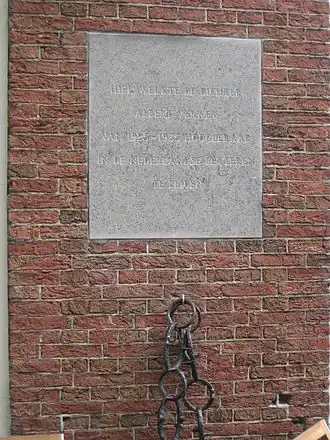 HIER WERKTE DE DICHTER
ALBERT VERWEY
VAN 1925 - 1935 HOOGLERAAR
IN DE NEDERLANDSE LETTEREN
TE LEIDEN